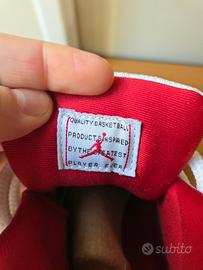 QUALITY BASKETBALL
PRODUCTS INSPIRED
BY THE GREATEST
PLAYER EVER
subito